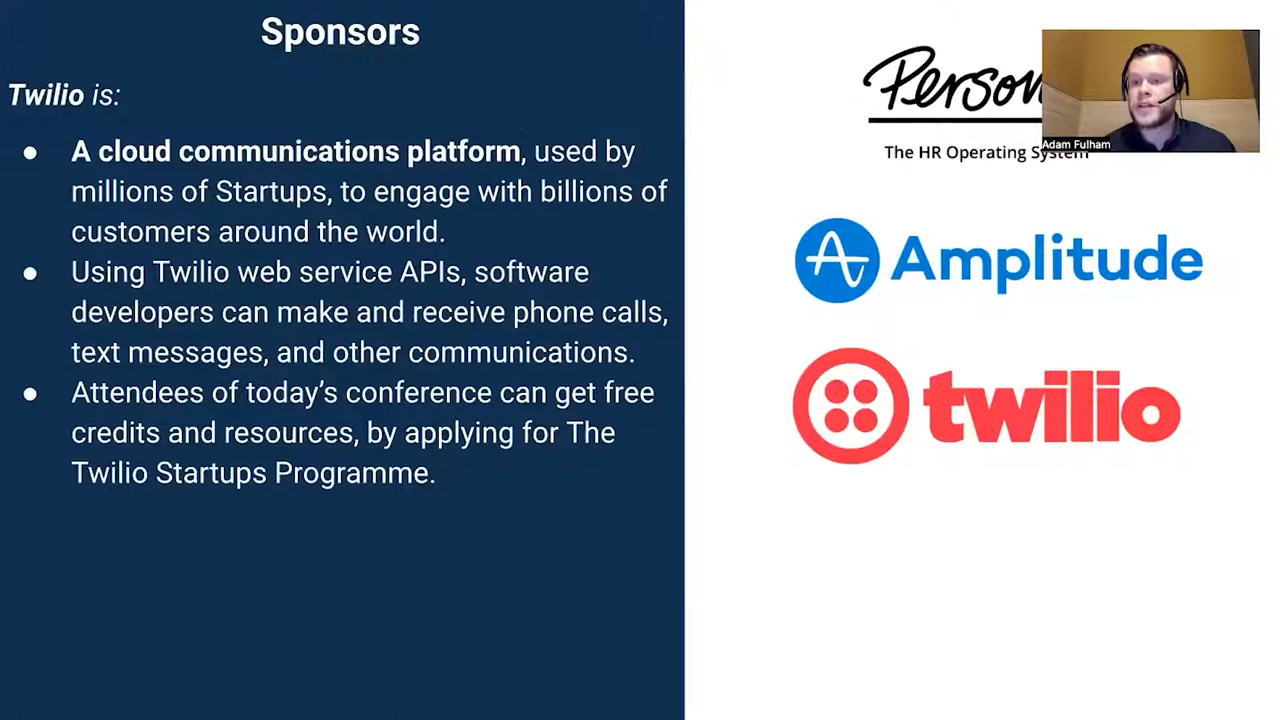 Sponsors
Twilio is:
● A cloud communications platform, used by
millions of Startups, to engage with billions of
customers around the world.
● Using Twilio web service APIs, software
developers can make and receive phone calls,
text messages, and other communications.
● Attendees of today’s conference can get free
credits and resources, by applying for The
Twilio Startups Programme.
Person
Adam Fulham
The HR Operating System
Amplitude
twilio